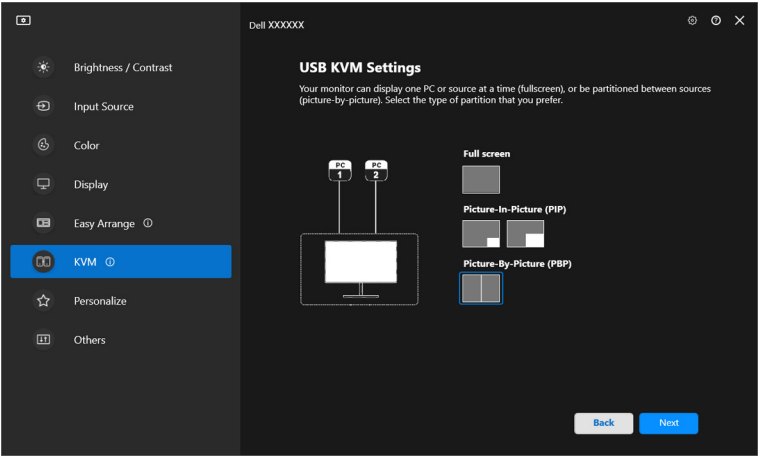 Dell XXXXXX
Brightness / Contrast
Input Source
Color
Display
Easy Arrange
KVM
Personalize
Others
USB KVM Settings
Your monitor can display one PC or source at a time (fullscreen), or be partitioned between sources
(picture-by-picture). Select the type of partition that you prefer.
PC
1
PC
2
Full screen
Picture-In-Picture (PIP)
Picture-By-Picture (PBP)
Back
Next